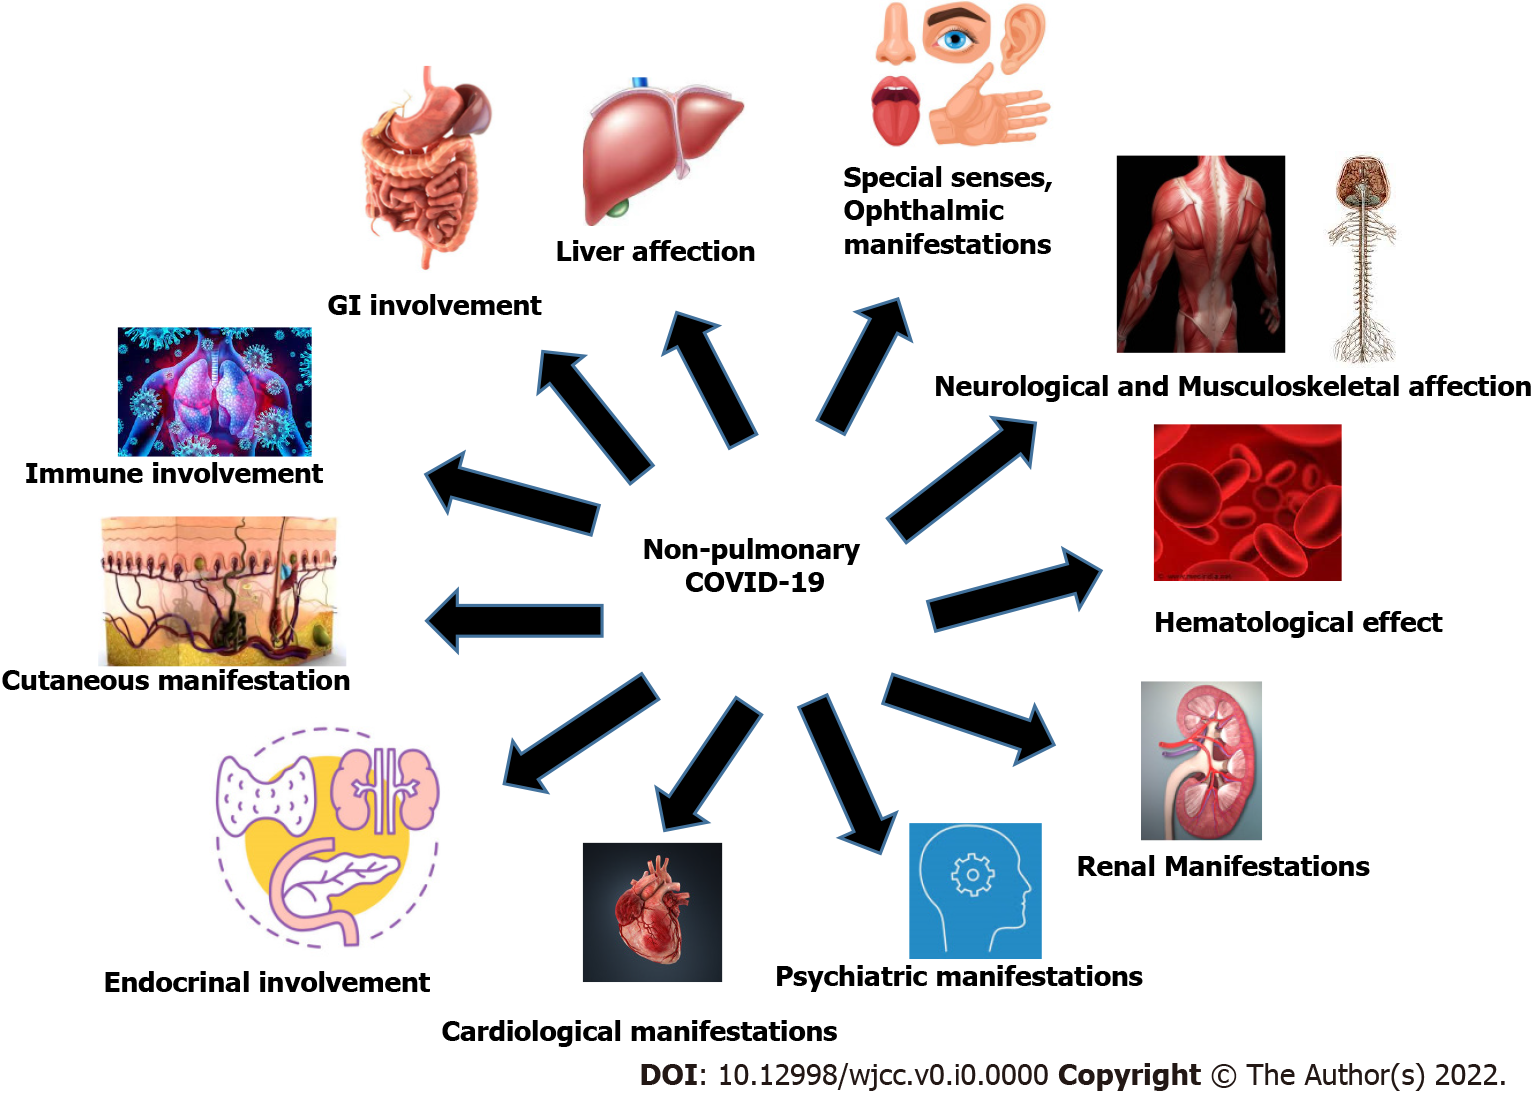 Special senses,
Ophthalmic
manifestations
Liver affection
GI involvement
Neurological and Musculoskeletal affection
Immune involvement
Non-pulmonary
COVID-19
Hematological effect
Cutaneous manifestation
Renal Manifestations
Endocrinal involvement
Psychiatric manifestations
Cardiological manifestations
DOI: 10.12998/wjcc.v0.i0.0000 Copyright © The Author(s) 2022.